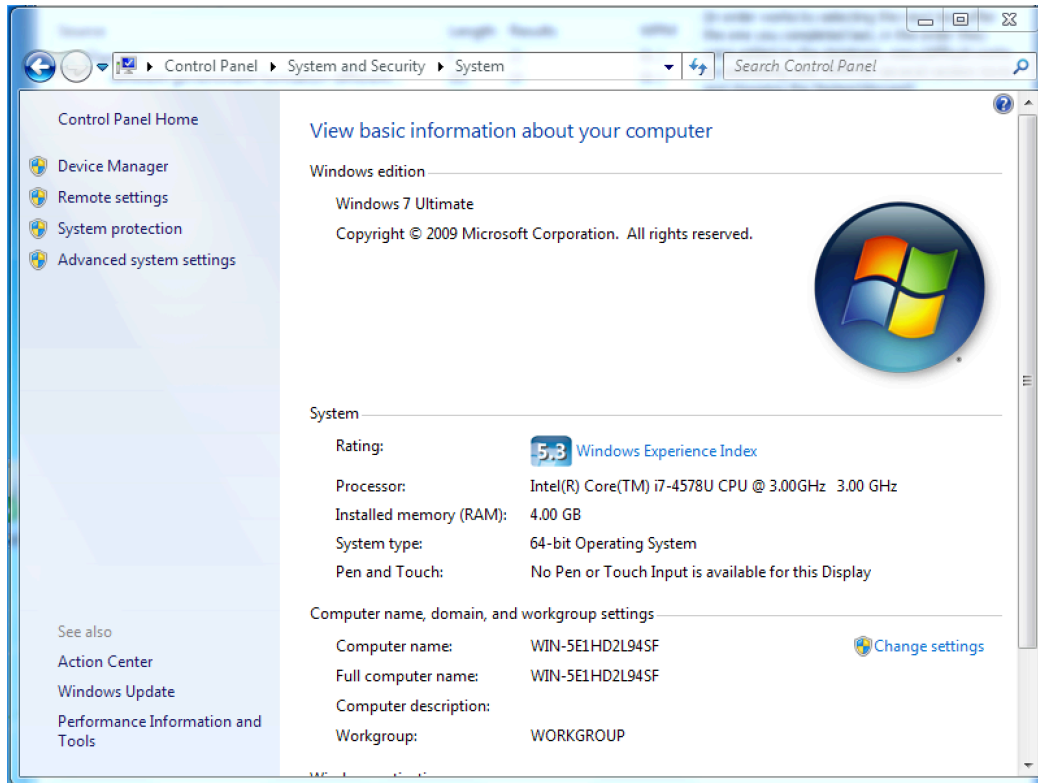 Control Panel ▸ System and Security ▸ System
Search Control Panel
Control Panel Home
Device Manager
Remote settings
System protection
Advanced system settings
See also
Action Center
Windows Update
Performance Information and
Tools
View basic information about your computer
Windows edition
Windows 7 Ultimate
Copyright © 2009 Microsoft Corporation.  All rights reserved.
System
Rating: 5.3 Windows Experience Index
Processor: Intel(R) Core(TM) i7-4578U CPU @ 3.00GHz  3.00 GHz
Installed memory (RAM): 4.00 GB
System type: 64-bit Operating System
Pen and Touch: No Pen or Touch Input is available for this Display
Computer name, domain, and workgroup settings
Computer name: WIN-5E1HD2L94SF Change settings
Full computer name: WIN-5E1HD2L94SF
Computer description:
Workgroup: WORKGROUP